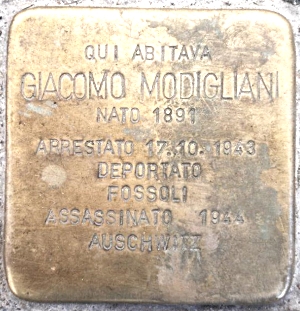 QUI ABITAVA
GIACOMO MODIGLIANI
NATO 1891
ARRESTATO 17.10.1943
DEPORTATO
FOSSOLI
ASSASSINATO 1944
AUSCHWITZ